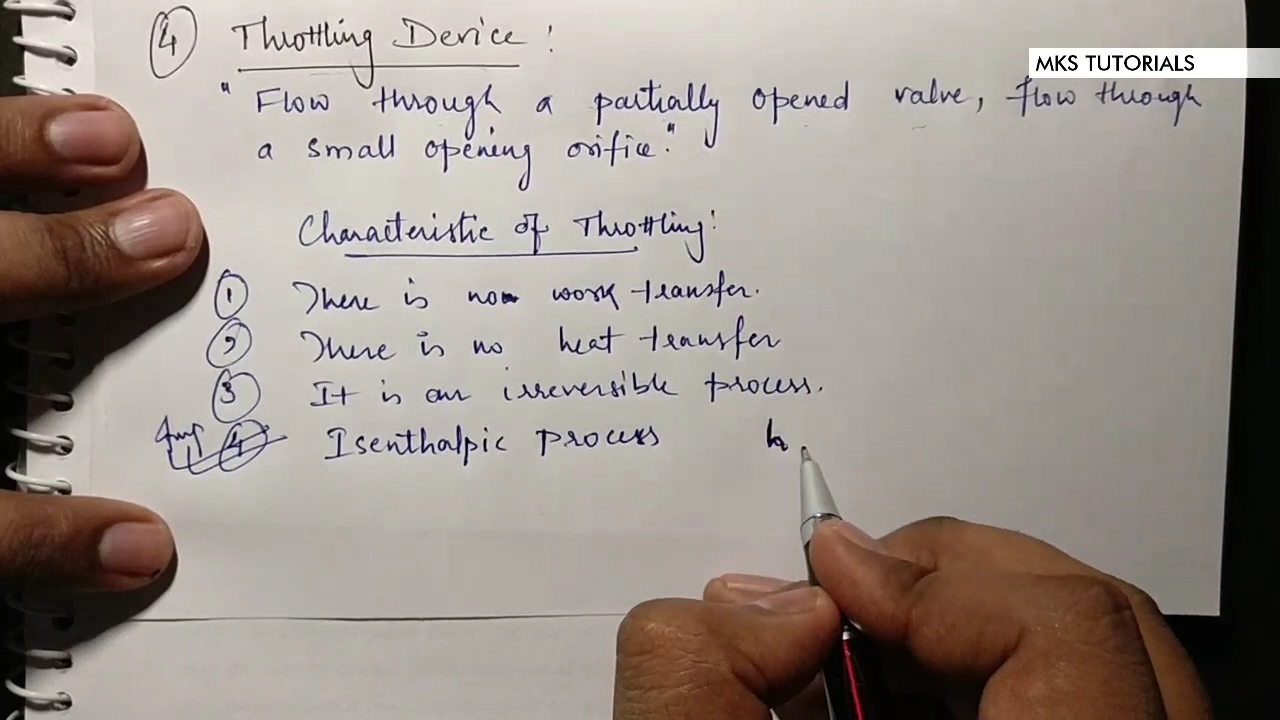 ④ Throttling Device :
MKS TUTORIALS
" Flow through a partially opened valve, flow through
a small opening orifice."
Characteristic of Throttling:
① There is no work transfer.
② There is no heat transfer
③ It is an irreversible process.
Imp ④ Isenthalpic process h